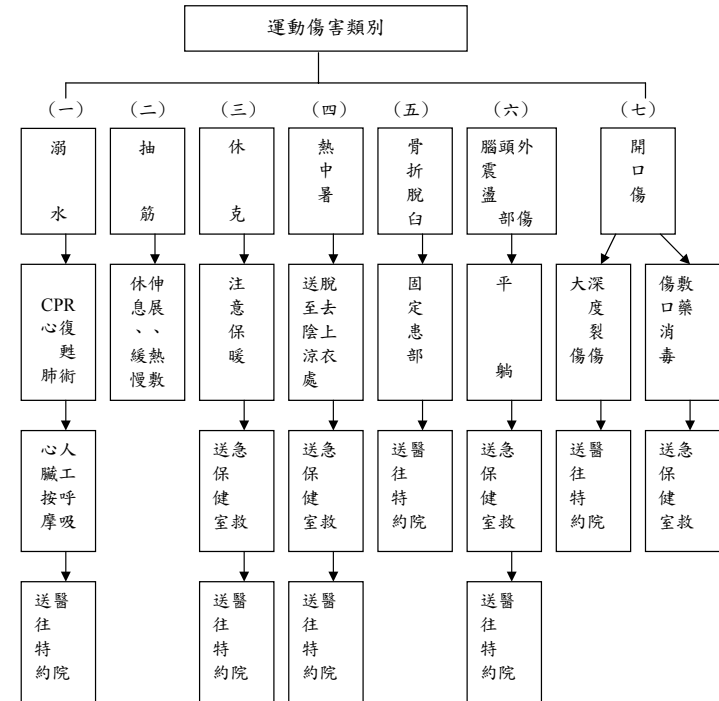 運動傷害類別
（一）
（二）
（三）
（四）
（五）
（六）
（七）
溺水
抽筋
休克
熱中暑
骨折脫臼
腦震盪
頭部
外傷
開口傷
CPR
心肺
復甦術
休息、緩慢
伸展、熱敷
注意保暖
送至陰涼處
脫去上衣
固定患部
平躺
大傷
深度裂傷
傷口消毒
敷藥
心臟按摩
人工呼吸
送保健室
急救
送保健室
急救
送往特約
醫院
送保健室
急救
送往特約
醫院
送保健室
急救
送往特約
醫院
送往特約
醫院
送往特約
醫院
送往特約
醫院